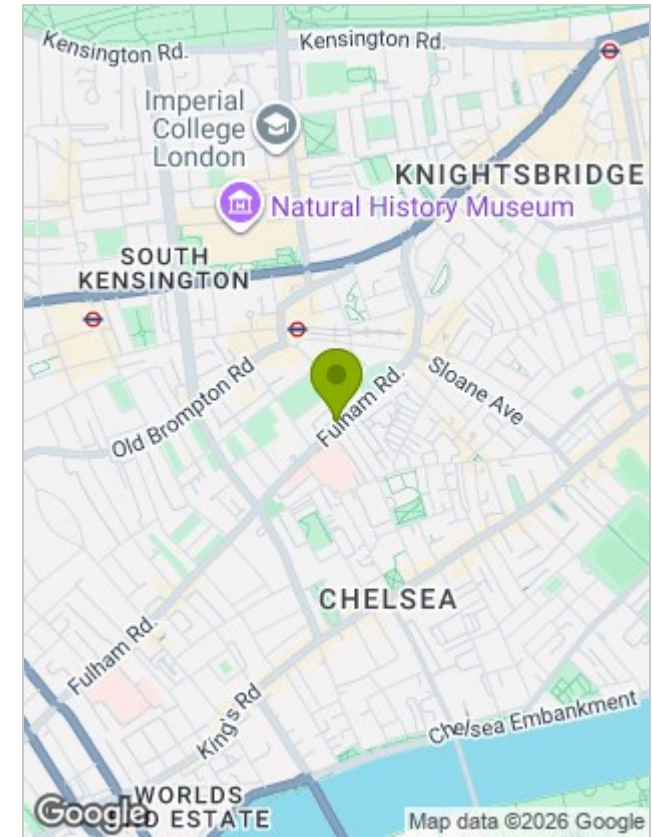 Kensington Rd.
Kensington Rd.
Imperial
College
London
KNIGHTSBRIDGE
Natural History Museum
SOUTH
KENSINGTON
Old Brompton Rd
Fulham Rd.
Sloane Ave
CHELSEA
Fulham Rd.
King's Rd
Chelsea Embankment
WORLDS
ESTATE
Google
Map data ©2026 Google